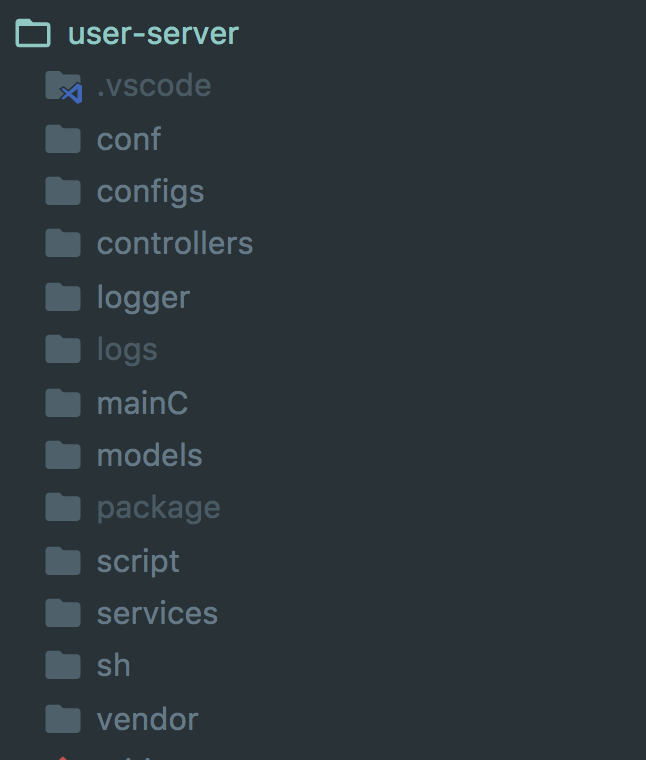 user-server
.vscode
conf
configs
controllers
logger
logs
mainC
models
package
script
services
sh
vendor